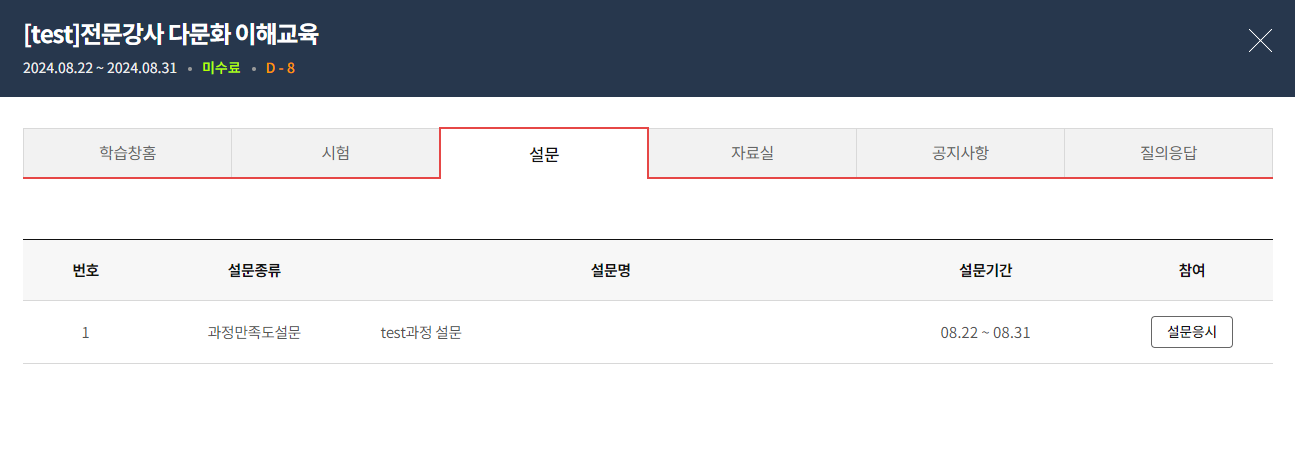 [test]전문강사 다문화 이해교육
2024.08.22 ~ 2024.08.31 • 미수료 • D - 8
학습창홈 시험 설문 자료실 공지사항 질의응답
번호 설문종류 설문명 설문기간 참여
1 과정만족도설문 test과정 설문 08.22 ~ 08.31 설문응시